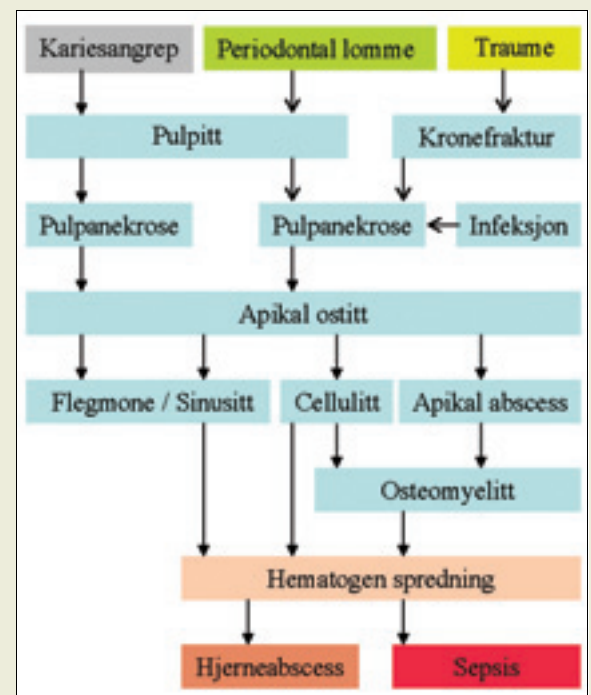 Kariesangrep Periodontal lomme Traume
Pulpitt Kronefraktur
Pulpanekrose Pulpanekrose Infeksjon
Apikal ostitt
Flegmone / Sinusitt Cellulitt Apikal abscess
Osteomyelitt
Hematogen spredning
Hjerneabscess Sepsis